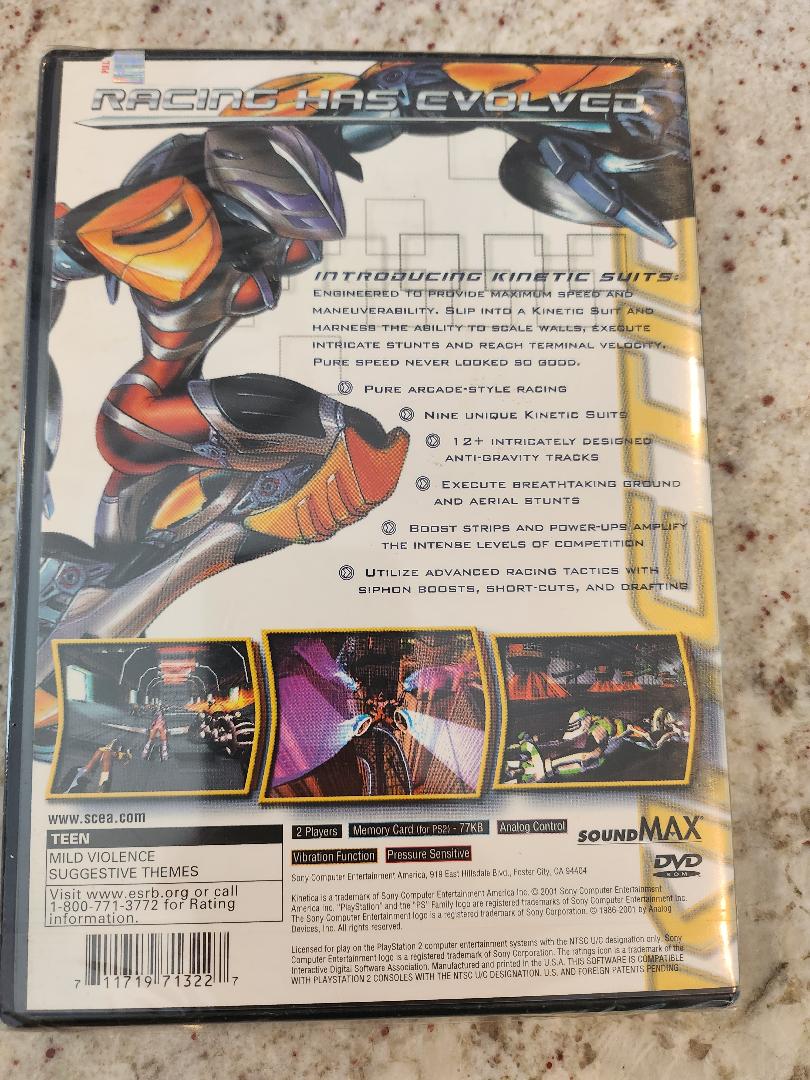 RACING HAS EVOLVED
INTRODUCING KINETIC SUITS:
ENGINEERED TO PROVIDE MAXIMUM SPEED AND
MANEUVERABILITY. SLIP INTO A KINETIC SUIT AND
HARNESS THE ABILITY TO SCALE WALLS, EXECUTE
INTRICATE STUNTS AND REACH TERMINAL VELOCITY.
PURE SPEED NEVER LOOKED SO GOOD.
PURE ARCADE-STYLE RACING
NINE UNIQUE KINETIC SUITS
12+ INTRICATELY DESIGNED
ANTI-GRAVITY TRACKS
EXECUTE BREATHTAKING GROUND
AND AERIAL STUNTS
BOOST STRIPS AND POWER-UPS AMPLIFY
THE INTENSE LEVELS OF COMPETITION
UTILIZE ADVANCED RACING TACTICS WITH
SIPHON BOOSTS, SHORT-CUTS, AND DRAFTING
www.scea.com
TEEN
MILD VIOLENCE
SUGGESTIVE THEMES
Visit www.esrb.org or call
1-800-771-3772 for Rating
information.
7 11719 71322 7
2 Players Memory Card (for PS2) - 77KB Analog Control
Vibration Function Pressure Sensitive
SOUNDMAX
DVD
ROM
Sony Computer Entertainment America, 919 East Hillsdale Blvd., Foster City, CA 94404
Kinetica is a trademark of Sony Computer Entertainment America Inc. © 2001 Sony Computer Entertainment
America Inc. "PlayStation" and the "PS" Family logo are registered trademarks of Sony Computer Entertainment Inc.
The Sony Computer Entertainment logo is a registered trademark of Sony Corporation. © 1986-2001 by Analog
Devices, Inc. All rights reserved.
Licensed for play on the PlayStation 2 computer entertainment systems with the NTSC U/C designation only. Sony
Computer Entertainment logo is a registered trademark of Sony Corporation. The ratings icon is a trademark of the
Interactive Digital Software Association. Manufactured and printed in the U.S.A. THIS SOFTWARE IS COMPATIBLE
WITH PLAYSTATION 2 CONSOLES WITH THE NTSC U/C DESIGNATION. U.S. AND FOREIGN PATENTS PENDING.